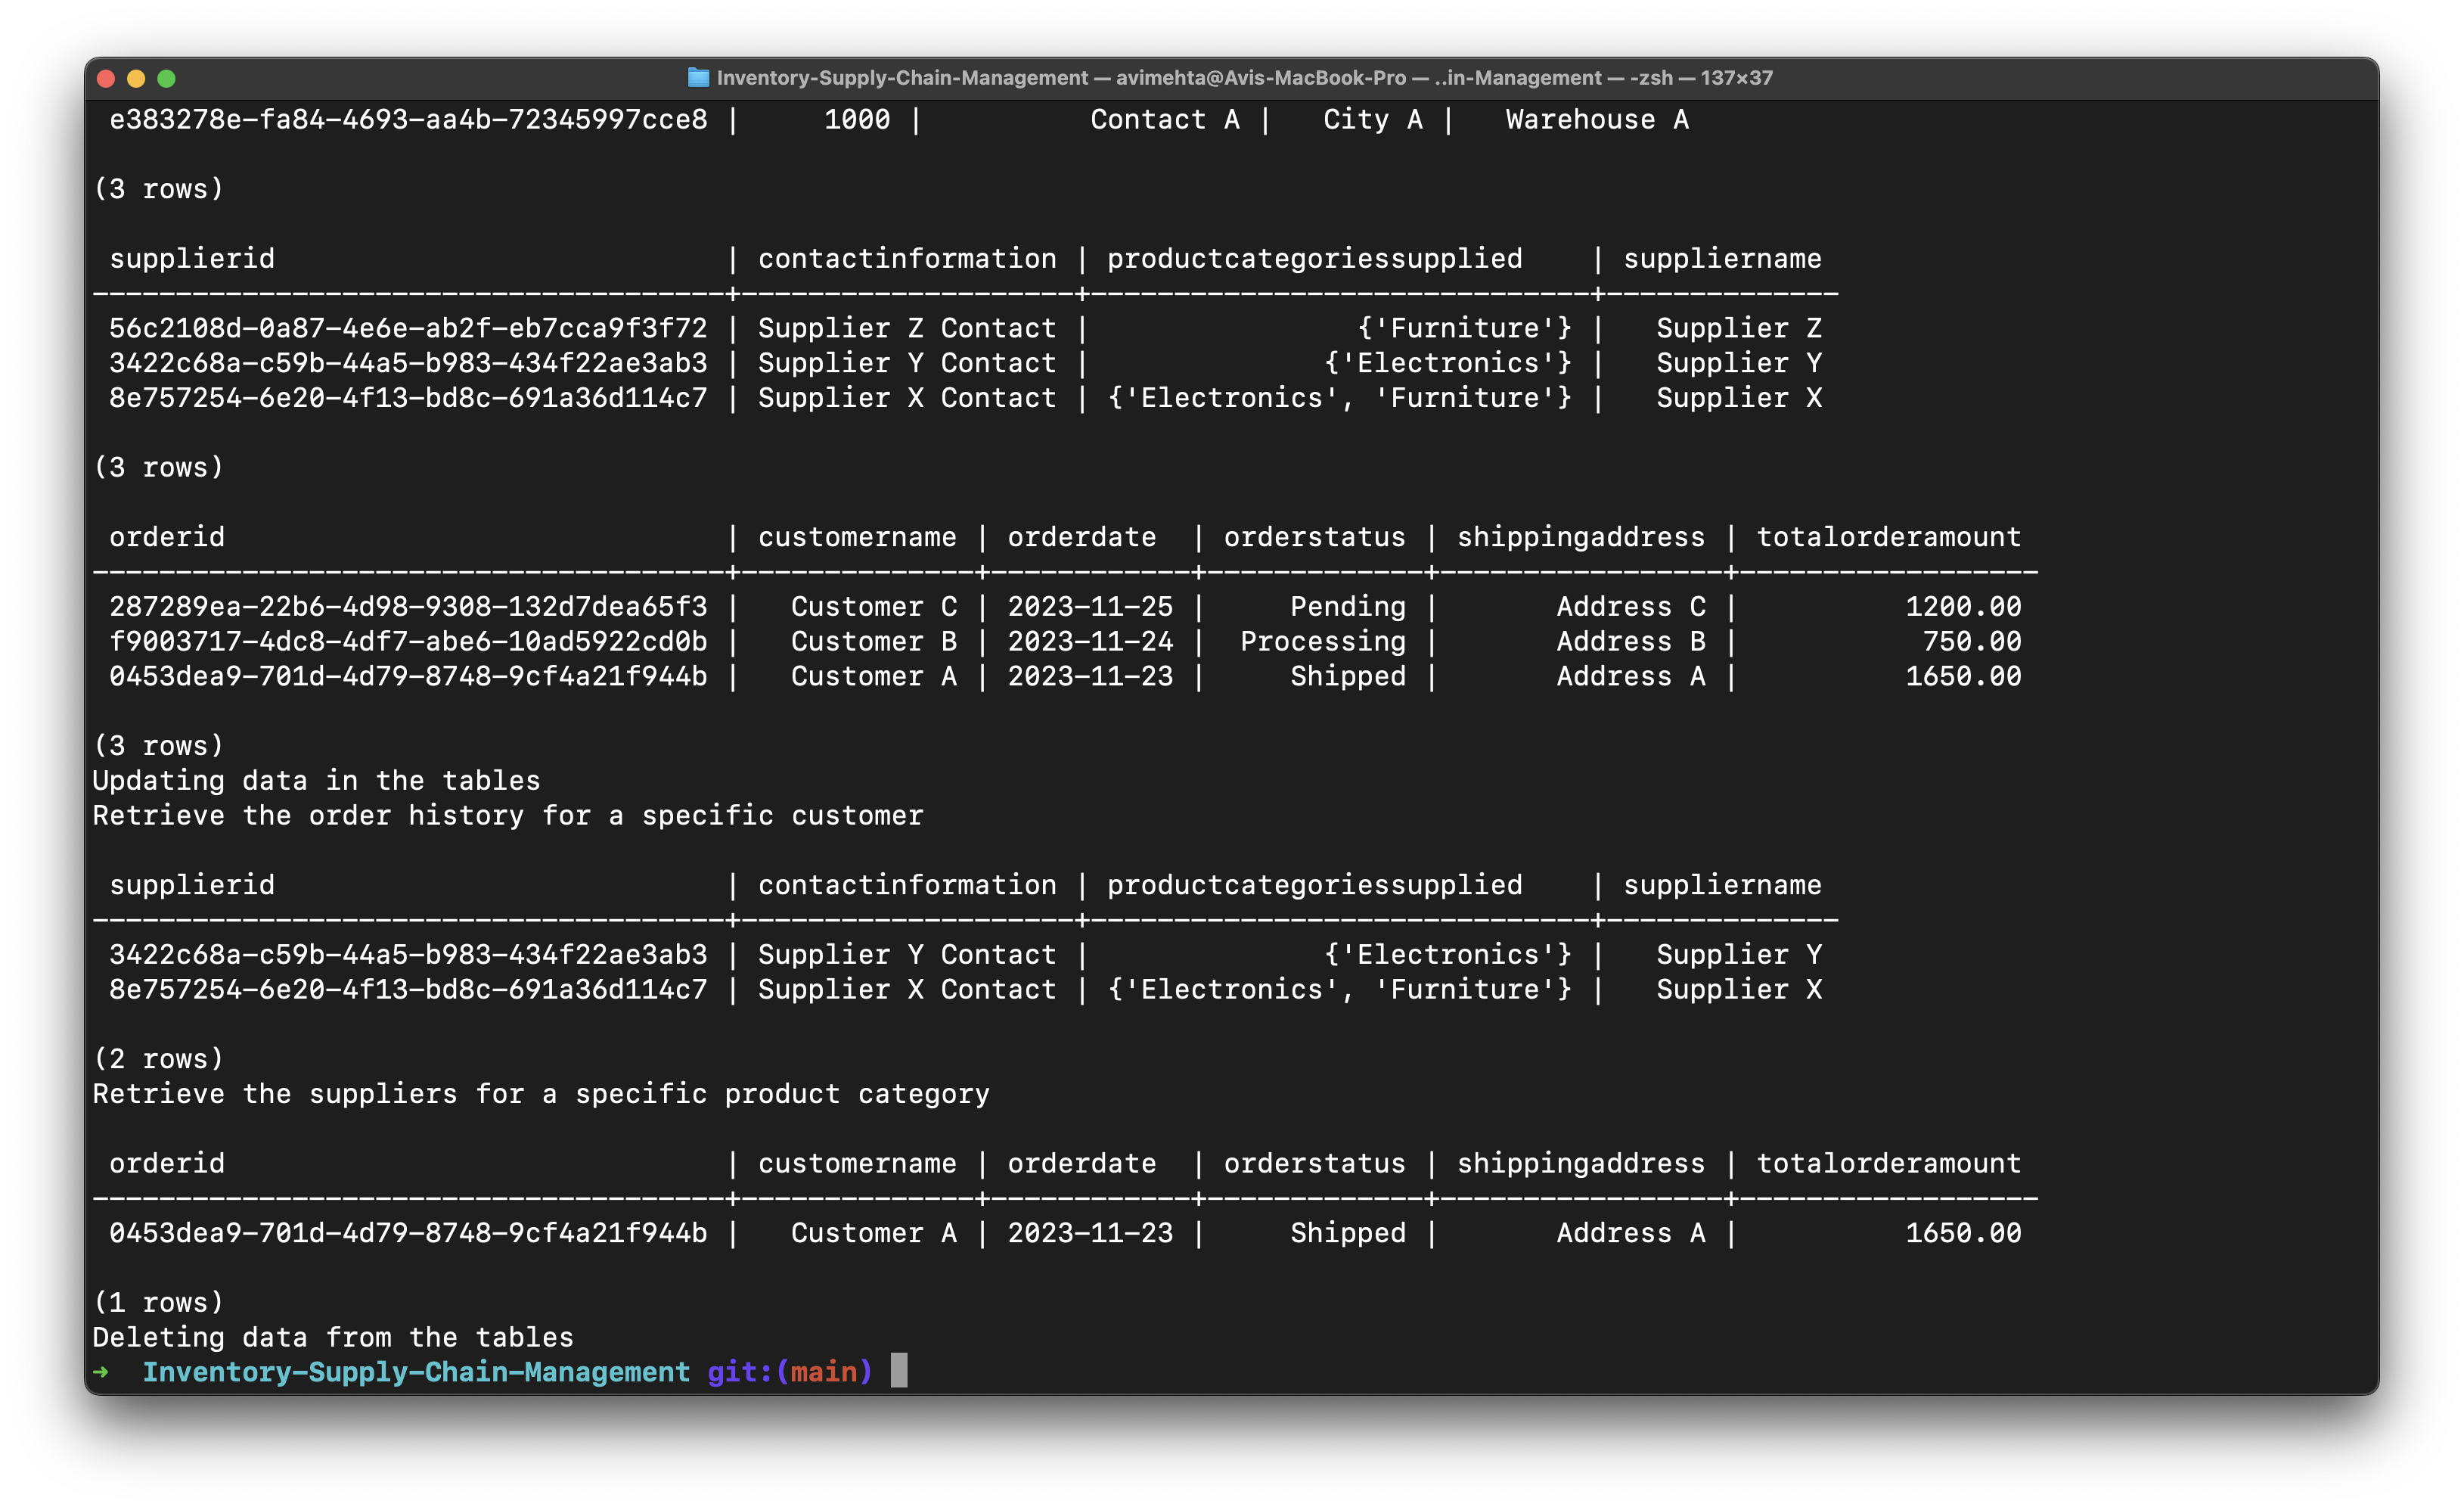 Inventory-Supply-Chain-Management — avimehta@Avis-MacBook-Pro — ..in-Management — -zsh — 137×37
e383278e-fa84-4693-aa4b-72345997cce8 |     1000 |          Contact A |   City A |   Warehouse A
(3 rows)
supplierid                           | contactinformation | productcategoriessupplied    | suppliername
--------------------------------------+--------------------+------------------------------+--------------
56c2108d-0a87-4e6e-ab2f-eb7cca9f3f72 | Supplier Z Contact |                {'Furniture'} |   Supplier Z
3422c68a-c59b-44a5-b983-434f22ae3ab3 | Supplier Y Contact |              {'Electronics'} |   Supplier Y
8e757254-6e20-4f13-bd8c-691a36d114c7 | Supplier X Contact | {'Electronics', 'Furniture'} |   Supplier X
(3 rows)
orderid                              | customername | orderdate  | orderstatus | shippingaddress | totalorderamount
--------------------------------------+--------------+------------+-------------+-----------------+------------------
287289ea-22b6-4d98-9308-132d7dea65f3 |   Customer C | 2023-11-25 |     Pending |       Address C |          1200.00
f9003717-4dc8-4df7-abe6-10ad5922cd0b |   Customer B | 2023-11-24 |  Processing |       Address B |           750.00
0453dea9-701d-4d79-8748-9cf4a21f944b |   Customer A | 2023-11-23 |     Shipped |       Address A |          1650.00
(3 rows)
Updating data in the tables
Retrieve the order history for a specific customer
supplierid                           | contactinformation | productcategoriessupplied    | suppliername
--------------------------------------+--------------------+------------------------------+--------------
3422c68a-c59b-44a5-b983-434f22ae3ab3 | Supplier Y Contact |              {'Electronics'} |   Supplier Y
8e757254-6e20-4f13-bd8c-691a36d114c7 | Supplier X Contact | {'Electronics', 'Furniture'} |   Supplier X
(2 rows)
Retrieve the suppliers for a specific product category
orderid                              | customername | orderdate  | orderstatus | shippingaddress | totalorderamount
--------------------------------------+--------------+------------+-------------+-----------------+------------------
0453dea9-701d-4d79-8748-9cf4a21f944b |   Customer A | 2023-11-23 |     Shipped |       Address A |          1650.00
(1 rows)
Deleting data from the tables
➜  Inventory-Supply-Chain-Management git:(main)